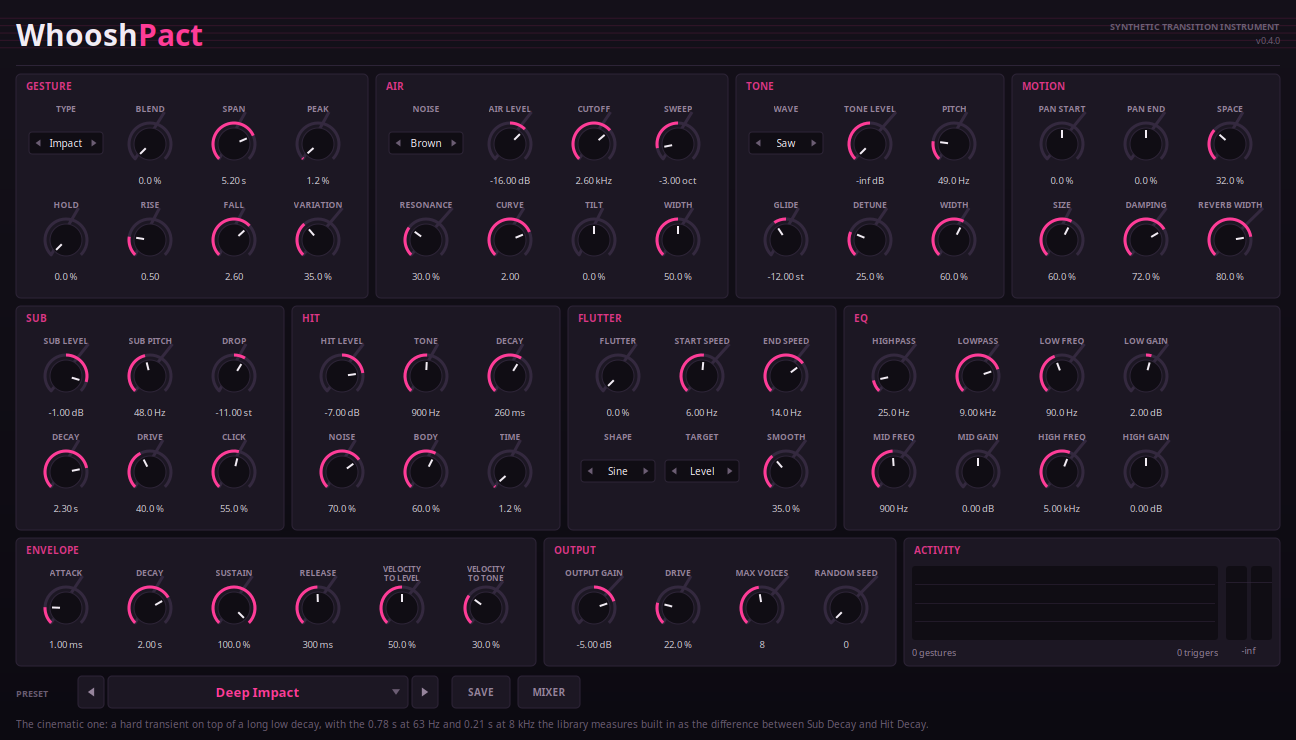 WhooshPact
SYNTHETIC TRANSITION INSTRUMENT
v0.4.0
GESTURE
TYPE BLEND SPAN PEAK
Impact
0.0 % 5.20 s 1.2 %
HOLD RISE FALL VARIATION
0.0 % 0.50 2.60 35.0 %
AIR
NOISE AIR LEVEL CUTOFF SWEEP
Brown
-16.00 dB 2.60 kHz -3.00 oct
RESONANCE CURVE TILT WIDTH
30.0 % 2.00 0.0 % 50.0 %
TONE
WAVE TONE LEVEL PITCH
Saw
-inf dB 49.0 Hz
GLIDE DETUNE WIDTH
-12.00 st 25.0 % 60.0 %
MOTION
PAN START PAN END SPACE
0.0 % 0.0 % 32.0 %
SIZE DAMPING REVERB WIDTH
60.0 % 72.0 % 80.0 %
SUB
SUB LEVEL SUB PITCH DROP
-1.00 dB 48.0 Hz -11.00 st
DECAY DRIVE CLICK
2.30 s 40.0 % 55.0 %
HIT
HIT LEVEL TONE DECAY
-7.00 dB 900 Hz 260 ms
NOISE BODY TIME
70.0 % 60.0 % 1.2 %
FLUTTER
FLUTTER START SPEED END SPEED
0.0 % 6.00 Hz 14.0 Hz
SHAPE TARGET SMOOTH
Sine Level
35.0 %
EQ
HIGHPASS LOWPASS LOW FREQ LOW GAIN
25.0 Hz 9.00 kHz 90.0 Hz 2.00 dB
MID FREQ MID GAIN HIGH FREQ HIGH GAIN
900 Hz 0.00 dB 5.00 kHz 0.00 dB
ENVELOPE
ATTACK DECAY SUSTAIN RELEASE VELOCITY TO LEVEL VELOCITY TO TONE
1.00 ms 2.00 s 100.0 % 300 ms 50.0 % 30.0 %
OUTPUT
OUTPUT GAIN DRIVE MAX VOICES RANDOM SEED
-5.00 dB 22.0 % 8 0
ACTIVITY
0 gestures 0 triggers -inf
PRESET Deep Impact SAVE MIXER
The cinematic one: a hard transient on top of a long low decay, with the 0.78 s at 63 Hz and 0.21 s at 8 kHz the library measures built in as the difference between Sub Decay and Hit Decay.